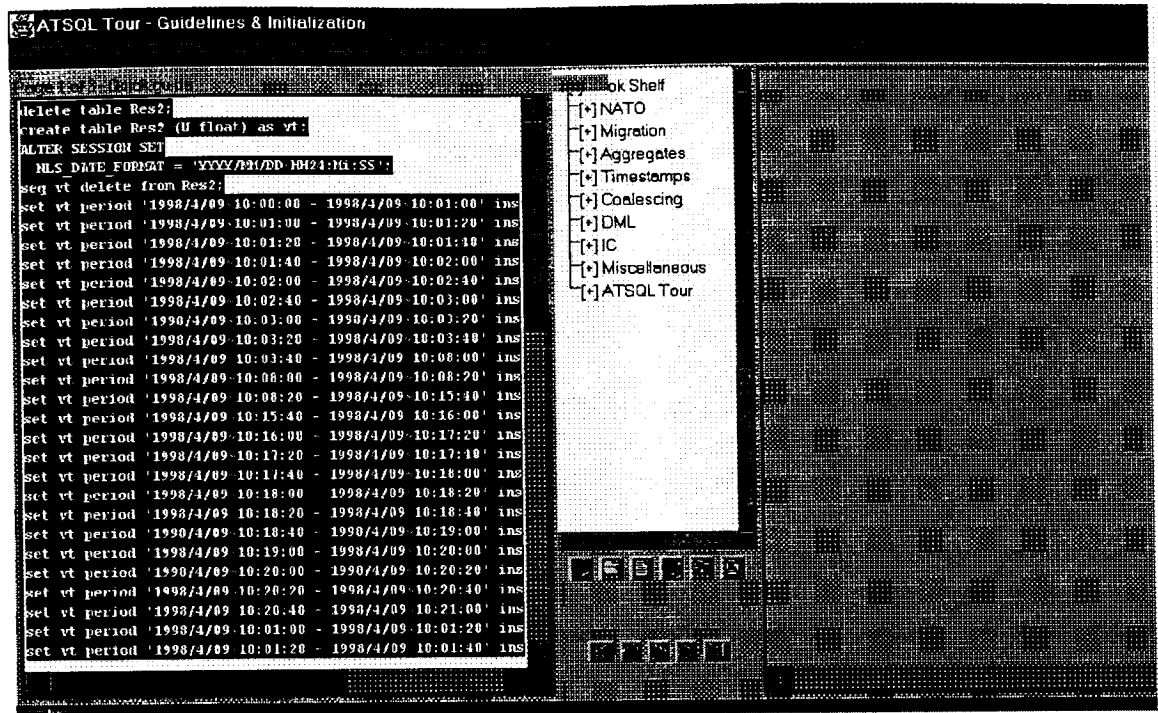 ATSQL Tour - Guidelines & Initialization
delete table Res2;
create table Res2 (U float) as vt;
ALTER SESSION SET
NLS_DATE_FORMAT = 'YYYY/MM/DD-HH24:Mi:SS';
seq vt delete from Res2;
set vt period '1998/4/09-10:00:00 - 1998/4/09-10:01:00' ins
set vt period '1998/4/09-10:01:00 - 1998/4/09-10:01:20' ins
set vt period '1998/4/09-10:01:20 - 1998/4/09-10:01:40' ins
set vt period '1998/4/09-10:01:40 - 1998/4/09-10:02:00' ins
set vt period '1998/4/09-10:02:00 - 1998/4/09-10:02:40' ins
set vt period '1998/4/09-10:02:40 - 1998/4/09-10:03:00' ins
set vt period '1998/4/09-10:03:00 - 1998/4/09-10:03:20' ins
set vt period '1998/4/09-10:03:20 - 1998/4/09-10:03:40' ins
set vt period '1998/4/09-10:03:40 - 1998/4/09-10:08:00' ins
set vt period '1998/4/09-10:08:00 - 1998/4/09-10:08:20' ins
set vt period '1998/4/09-10:08:20 - 1998/4/09-10:15:40' ins
set vt period '1998/4/09-10:15:40 - 1998/4/09-10:16:00' ins
set vt period '1998/4/09-10:16:00 - 1998/4/09-10:17:20' ins
set vt period '1998/4/09-10:17:20 - 1998/4/09-10:17:40' ins
set vt period '1998/4/09-10:17:40 - 1998/4/09-10:18:00' ins
set vt period '1998/4/09-10:18:00 - 1998/4/09-10:18:20' ins
set vt period '1998/4/09-10:18:20 - 1998/4/09-10:18:40' ins
set vt period '1998/4/09-10:18:40 - 1998/4/09-10:19:00' ins
set vt period '1998/4/09-10:19:00 - 1998/4/09-10:20:00' ins
set vt period '1998/4/09-10:20:00 - 1998/4/09-10:20:20' ins
set vt period '1998/4/09-10:20:20 - 1998/4/09-10:20:40' ins
set vt period '1998/4/09-10:20:40 - 1998/4/09-10:21:00' ins
set vt period '1998/4/09-10:01:00 - 1998/4/09-10:01:20' ins
set vt period '1998/4/09-10:01:20 - 1998/4/09-10:01:40' ins
ok Shelf
[+] NATO
[+] Migration
[+] Aggregates
[+] Timestamps
[+] Coalescing
[+] DML
[+] IC
[+] Miscellaneous
[+] ATSQL Tour